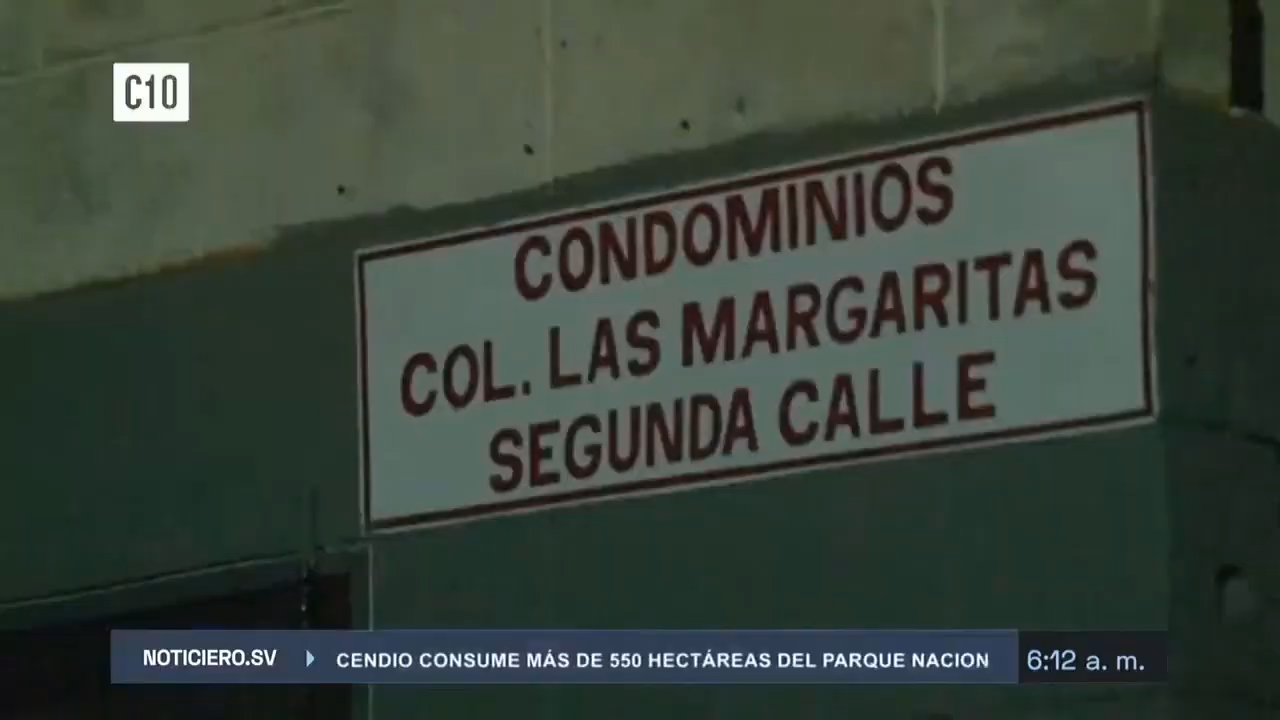 C10
CONDOMINIOS
COL. LAS MARGARITAS
SEGUNDA CALLE
NOTICIERO.SV
CENDIO CONSUME MÁS DE 550 HECTÁREAS DEL PARQUE NACION
6:12 a. m.